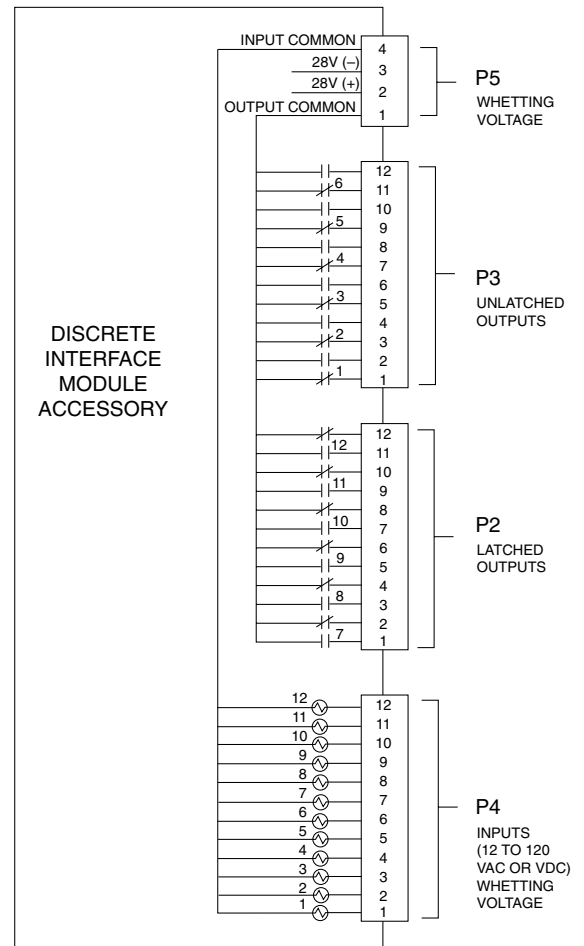 INPUT COMMON
28V (–)
28V (+)
OUTPUT COMMON
4
3
2
1
P5
WHETTING
VOLTAGE
12
6 11
10
5 9
8
4 7
6
3 5
4
2 3
2
1 1
P3
UNLATCHED
OUTPUTS
DISCRETE
INTERFACE
MODULE
ACCESSORY
12
12 11
10
11 9
8
10 7
6
9 5
4
8 3
2
7 1
P2
LATCHED
OUTPUTS
12 12
11 11
10 10
9 9
8 8
7 7
6 6
5 5
4 4
3 3
2 2
1 1
P4
INPUTS
(12 TO 120
VAC OR VDC)
WHETTING
VOLTAGE